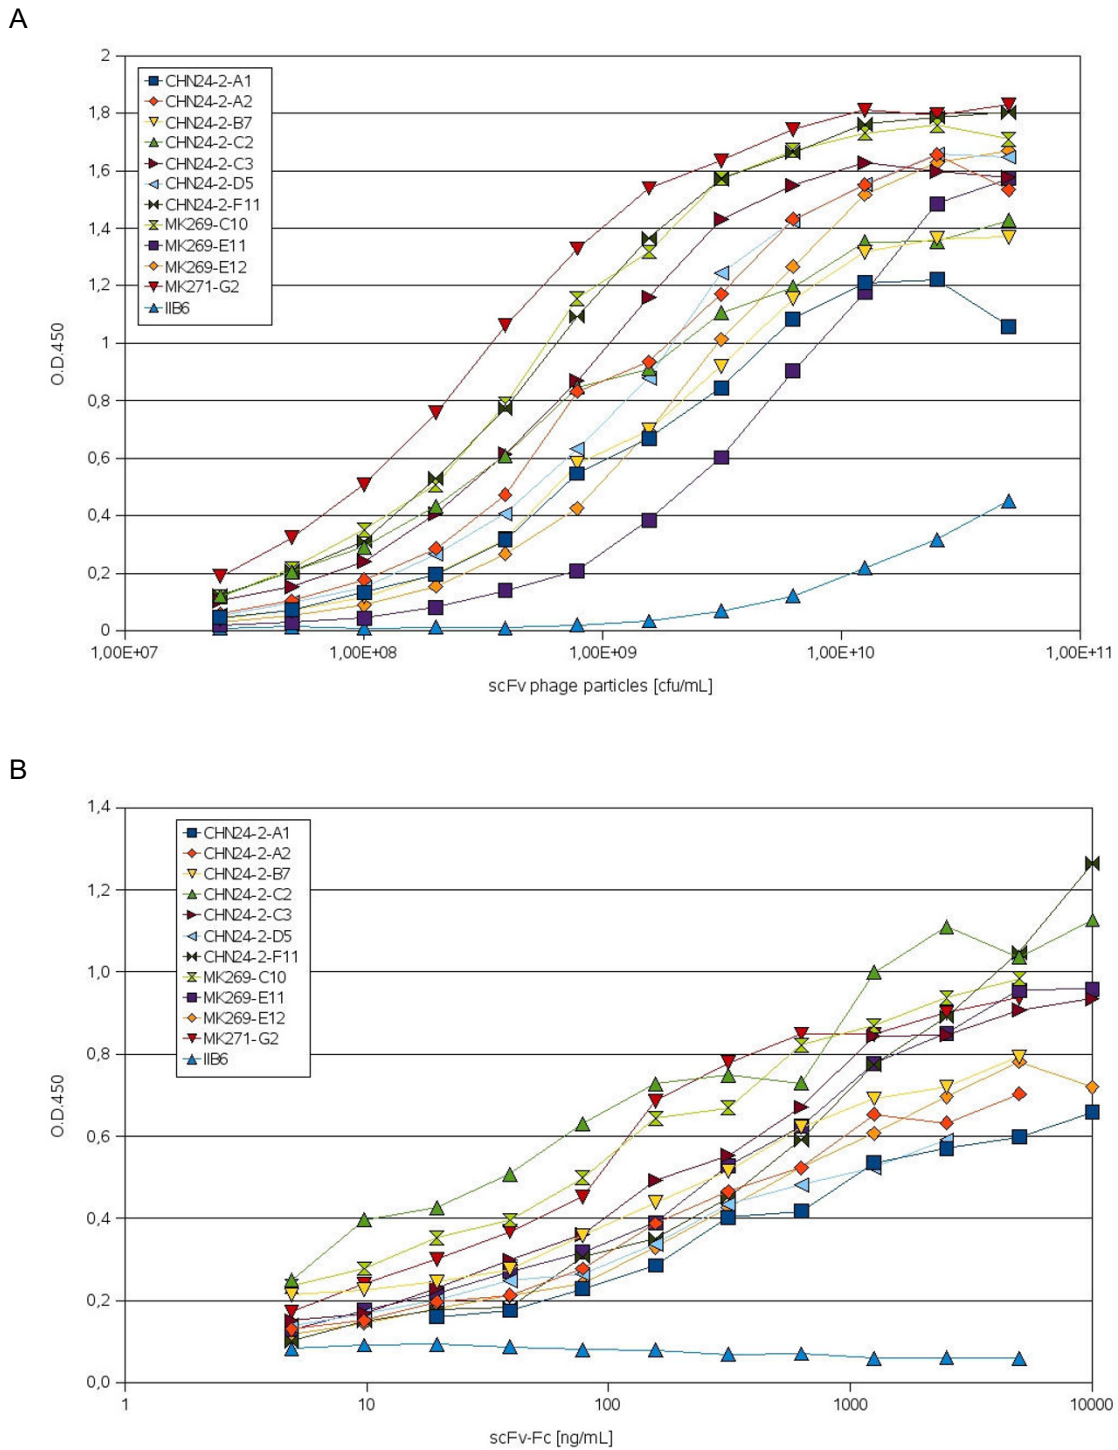 A
2
1,8
1,6
1,4
1,2
1
0,8
0,6
0,4
0,2
0
O.D.450
CHN24-2-A1
CHN24-2-A2
CHN24-2-B7
CHN24-2-C2
CHN24-2-C3
CHN24-2-D5
CHN24-2-F11
MK269-C10
MK269-E11
MK269-E12
MK271-G2
IIB6
1,00E+07
1,00E+08
1,00E+09
1,00E+10
1,00E+11
scFv phage particles [cfu/mL]
B
1,4
1,2
1,0
0,8
0,6
0,4
0,2
0,0
O.D.450
CHN24-2-A1
CHN24-2-A2
CHN24-2-B7
CHN24-2-C2
CHN24-2-C3
CHN24-2-D5
CHN24-2-F11
MK269-C10
MK269-E11
MK269-E12
MK271-G2
IIB6
1
10
100
1000
10000
scFv-Fc [ng/mL]